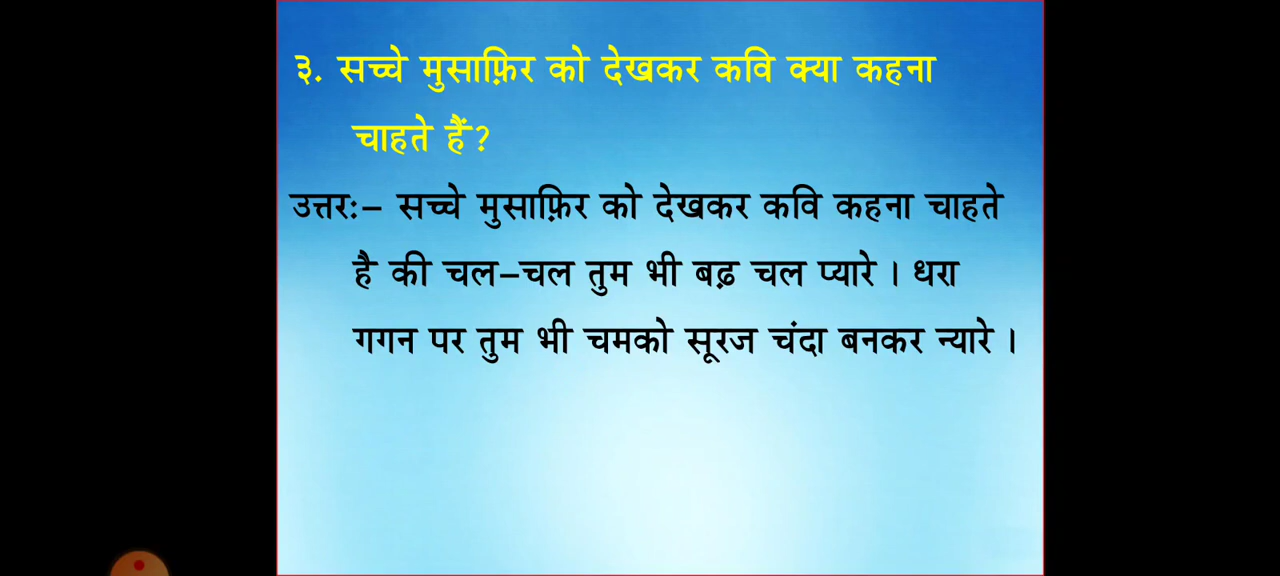 ३. सच्चे मुसाफ़िर को देखकर कवि क्या कहना
चाहते हैं?
उत्तरः– सच्चे मुसाफ़िर को देखकर कवि कहना चाहते
है की चल–चल तुम भी बढ़ चल प्यारे । धरा
गगन पर तुम भी चमको सूरज चंदा बनकर न्यारे ।